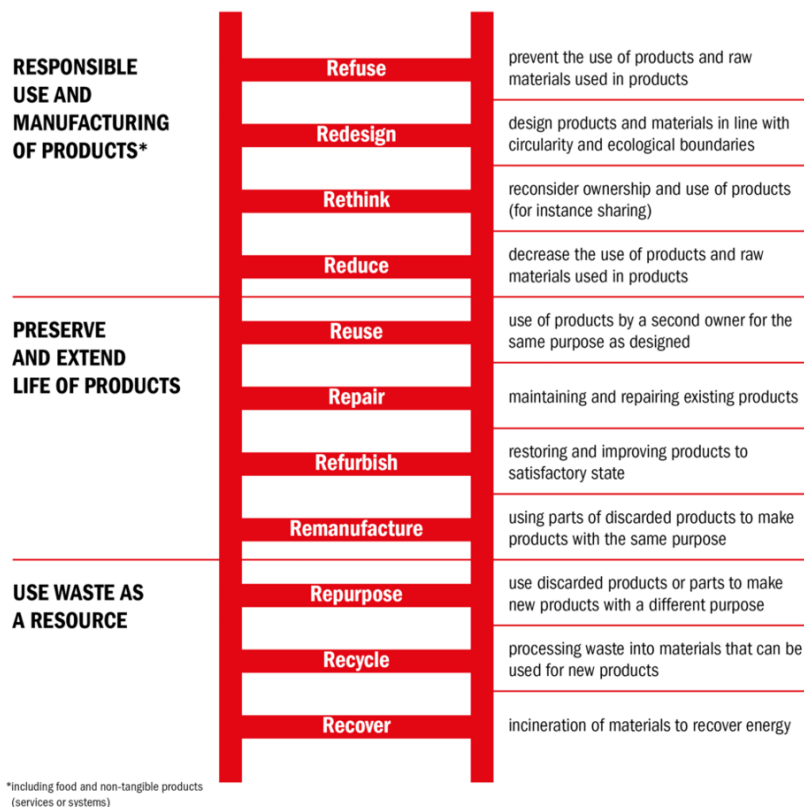 RESPONSIBLE
USE AND
MANUFACTURING
OF PRODUCTS*
Refuse
prevent the use of products and raw
materials used in products
Redesign
design products and materials in line with
circularity and ecological boundaries
Rethink
reconsider ownership and use of products
(for instance sharing)
Reduce
decrease the use of products and raw
materials used in products
PRESERVE
AND EXTEND
LIFE OF PRODUCTS
Reuse
use of products by a second owner for the
same purpose as designed
Repair
maintaining and repairing existing products
Refurbish
restoring and improving products to
satisfactory state
Remanufacture
using parts of discarded products to make
products with the same purpose
USE WASTE AS
A RESOURCE
Repurpose
use discarded products or parts to make
new products with a different purpose
Recycle
processing waste into materials that can be
used for new products
Recover
incineration of materials to recover energy
*including food and non-tangible products
(services or systems)